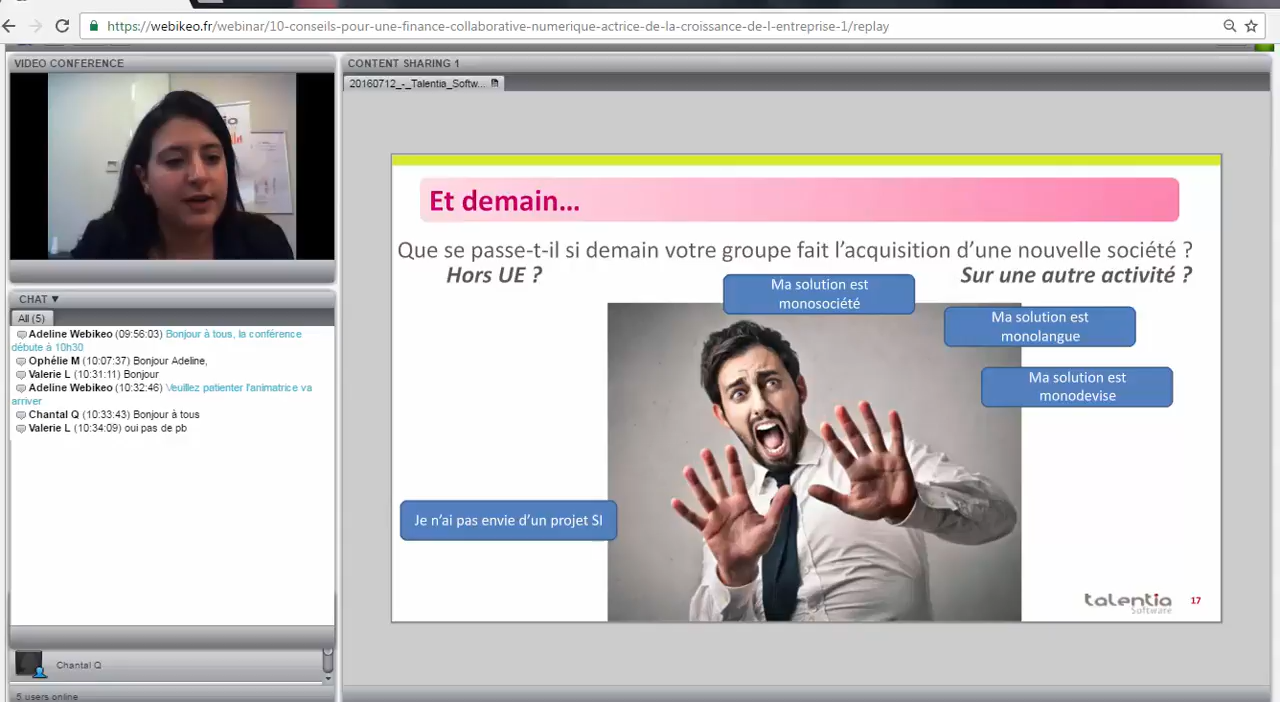 https://webikeo.fr/webinar/10-conseils-pour-une-finance-collaborative-numerique-actrice-de-la-croissance-de-l-entreprise-1/replay
VIDEO CONFERENCE
CHAT ▼
All (5)
Adeline Webikeo (09:56:03) Bonjour à tous, la conférence
débute à 10h30
Ophélie M (10:07:37) Bonjour Adeline,
Valerie L (10:31:11) Bonjour
Adeline Webikeo (10:32:46) Veuillez patienter l'animatrice va
arriver
Chantal Q (10:33:43) Bonjour à tous
Valerie L (10:34:09) oui pas de pb
Chantal Q
5 users online
CONTENT SHARING 1
20160712_-_Talentia_Softw...
Et demain...
Que se passe-t-il si demain votre groupe fait l'acquisition d'une nouvelle société ?
Hors UE ? Sur une autre activité ?
Ma solution est
monosociété
Ma solution est
monolangue
Ma solution est
monodevise
Je n'ai pas envie d'un projet SI
talentia
Software
17